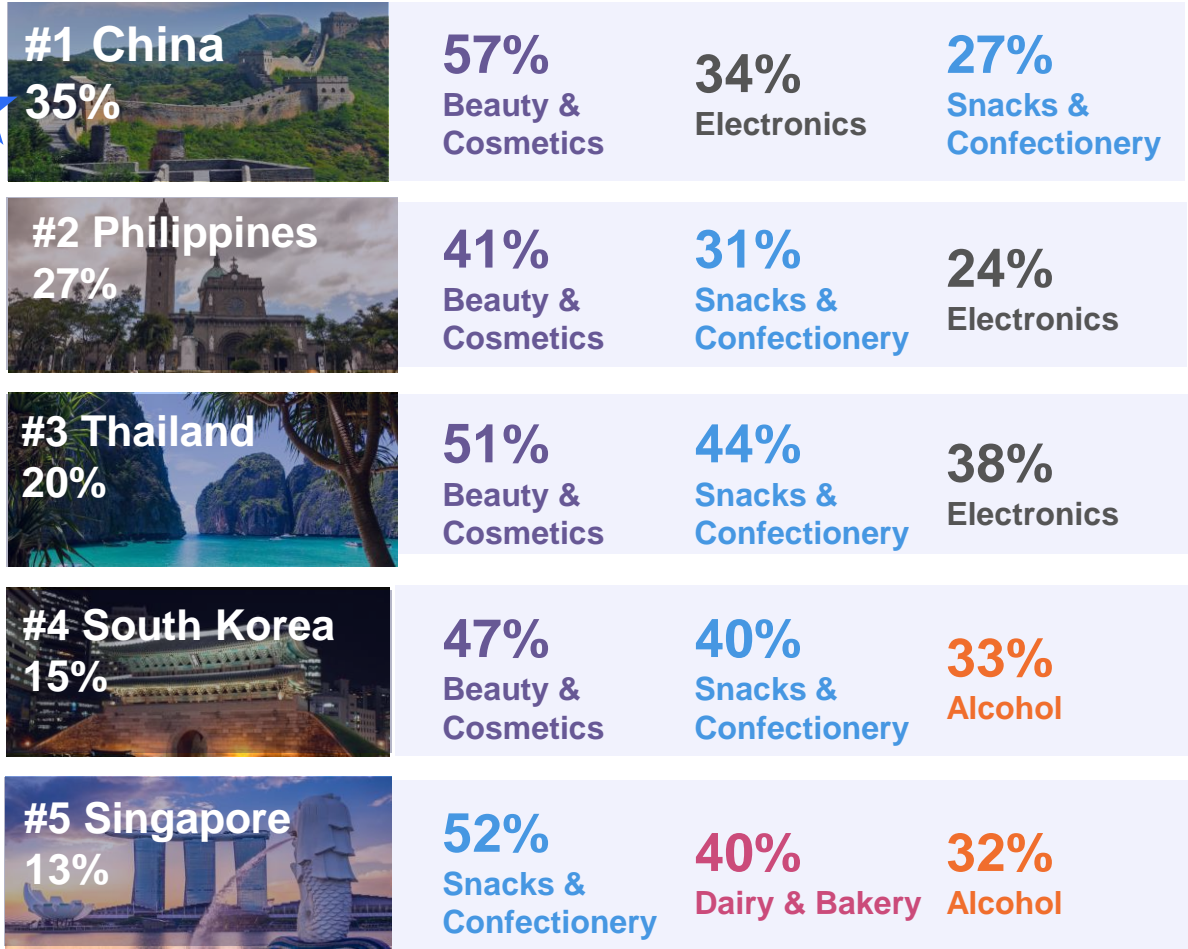 #1 China
35%
57%
Beauty &
Cosmetics
34%
Electronics
27%
Snacks &
Confectionery
#2 Philippines
27%
41%
Beauty &
Cosmetics
31%
Snacks &
Confectionery
24%
Electronics
#3 Thailand
20%
51%
Beauty &
Cosmetics
44%
Snacks &
Confectionery
38%
Electronics
#4 South Korea
15%
47%
Beauty &
Cosmetics
40%
Snacks &
Confectionery
33%
Alcohol
#5 Singapore
13%
52%
Snacks &
Confectionery
40%
Dairy & Bakery
32%
Alcohol